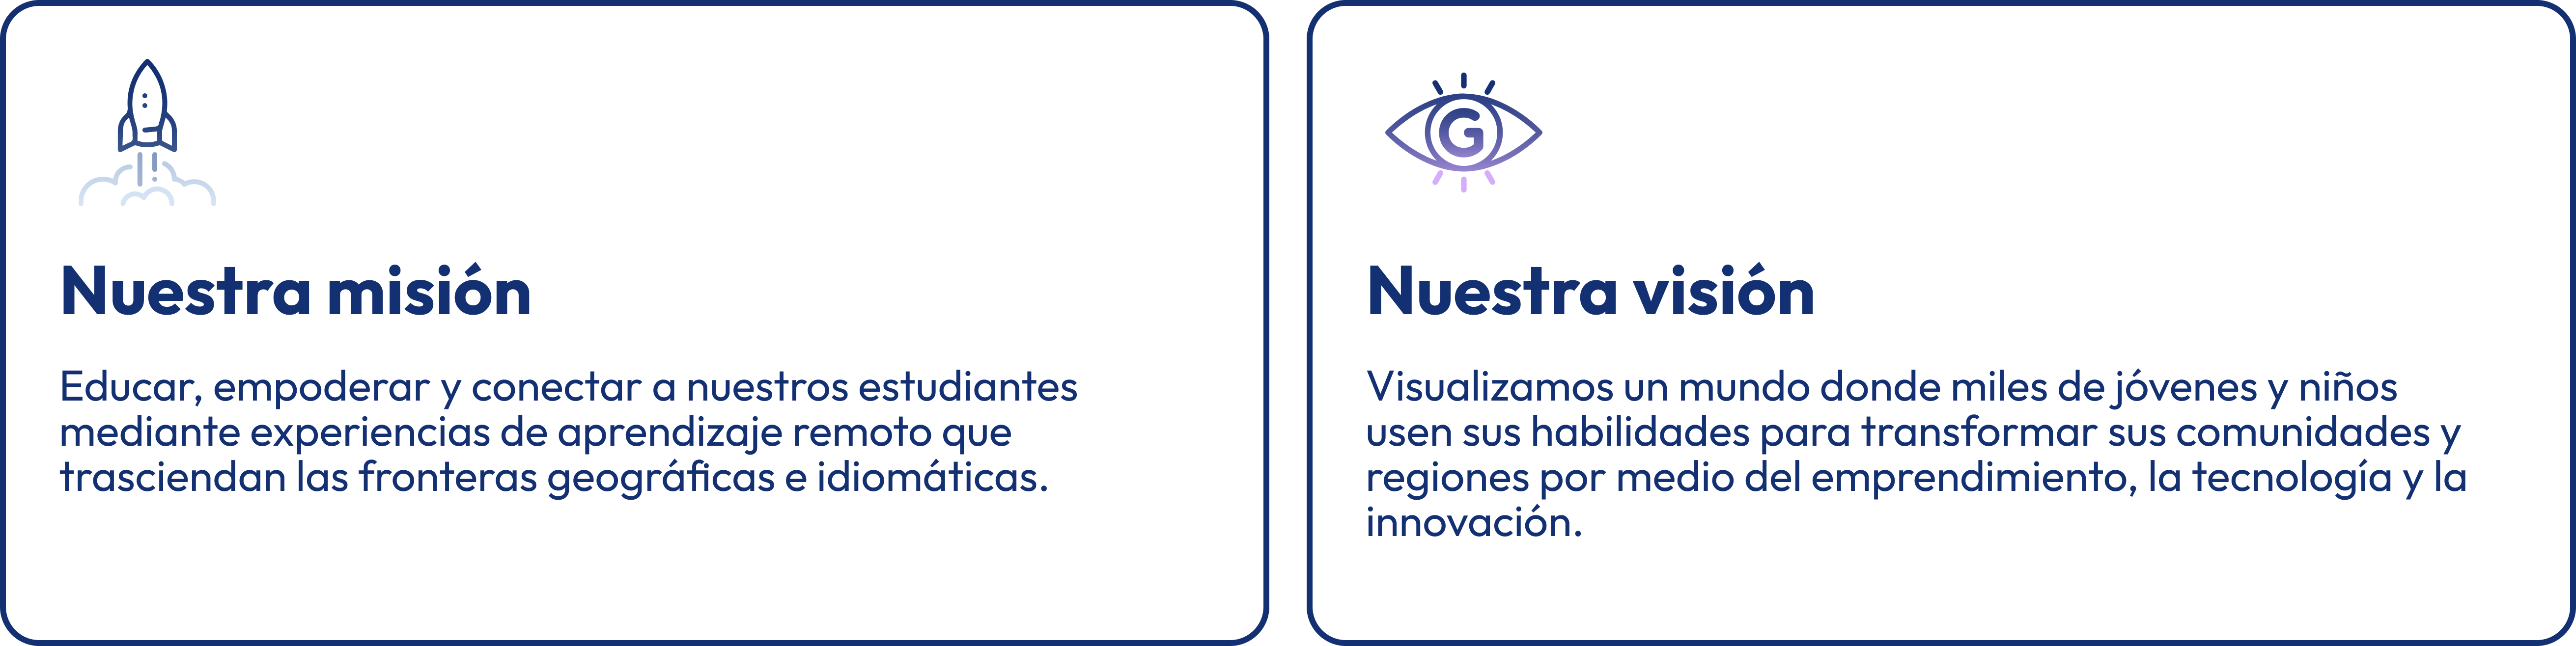 Nuestra misión
Educar, empoderar y conectar a nuestros estudiantes
mediante experiencias de aprendizaje remoto que
trasciendan las fronteras geográficas e idiomáticas.
G
Nuestra visión
Visualizamos un mundo donde miles de jóvenes y niños
usen sus habilidades para transformar sus comunidades y
regiones por medio del emprendimiento, la tecnología y la
innovación.